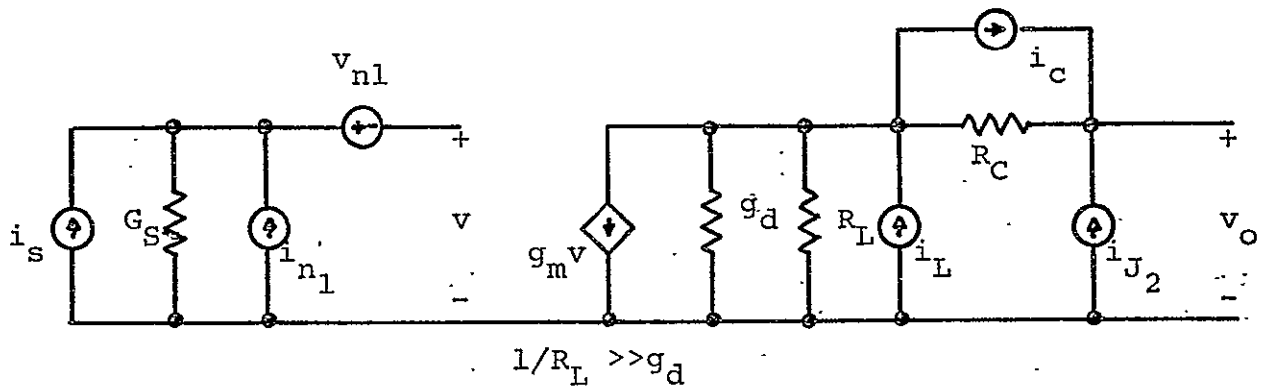 v_n1
i_c
+ -
+
R_C
+
i_s
G_S
i_n1
v
g_m v
g_d
R_L
i_L
i_J2
v_o
-
-
1/R_L >>g_d